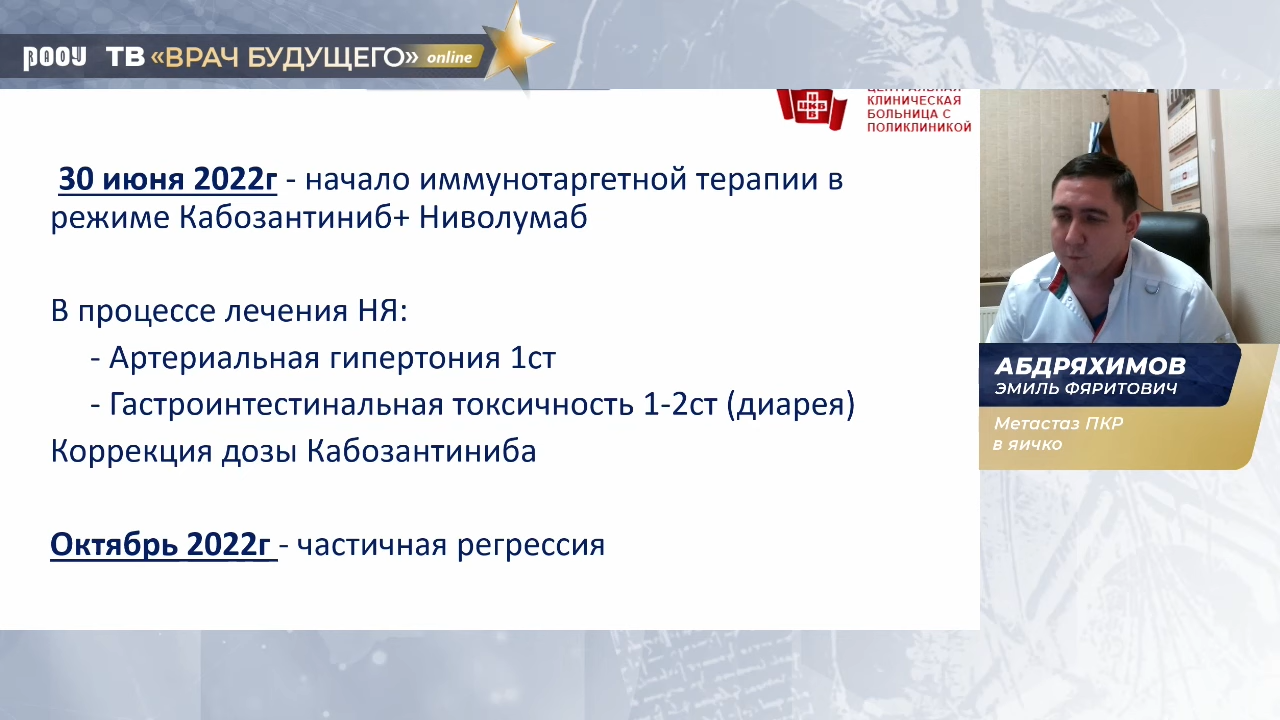 РООУ ТВ «ВРАЧ БУДУЩЕГО» online
ЦЕНТРАЛЬНАЯ
КЛИНИЧЕСКАЯ
БОЛЬНИЦА С
ПОЛИКЛИНИКОЙ
30 июня 2022г - начало иммунотаргетной терапии в
режиме Кабозантиниб+ Ниволумаб
В процессе лечения НЯ:
- Артериальная гипертония 1ст
- Гастроинтестинальная токсичность 1-2ст (диарея)
Коррекция дозы Кабозантиниба
Октябрь 2022г - частичная регрессия
АБДРЯХИМОВ
ЭМИЛЬ ФЯРИТОВИЧ
Метастаз ПКР
в яичко